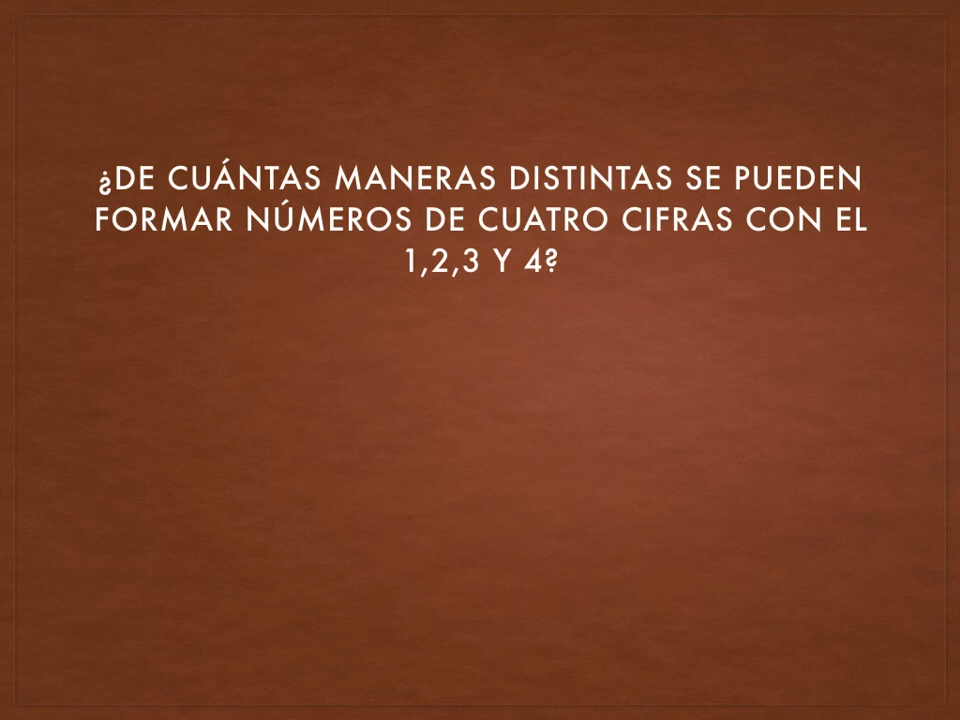 ¿DE CUÁNTAS MANERAS DISTINTAS SE PUEDEN
FORMAR NÚMEROS DE CUATRO CIFRAS CON EL
1,2,3 Y 4?